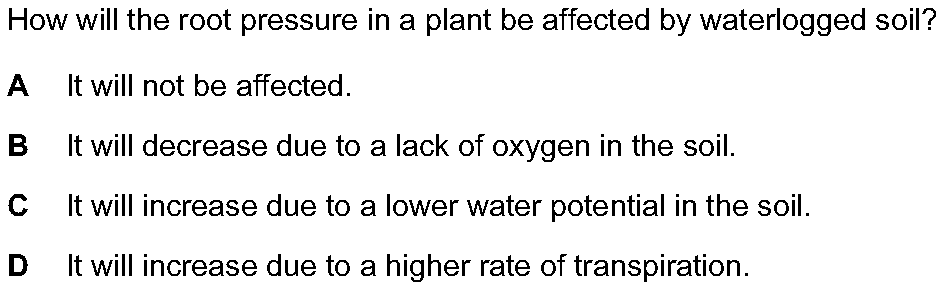 How will the root pressure in a plant be affected by waterlogged soil?
A It will not be affected.
B It will decrease due to a lack of oxygen in the soil.
C It will increase due to a lower water potential in the soil.
D It will increase due to a higher rate of transpiration.